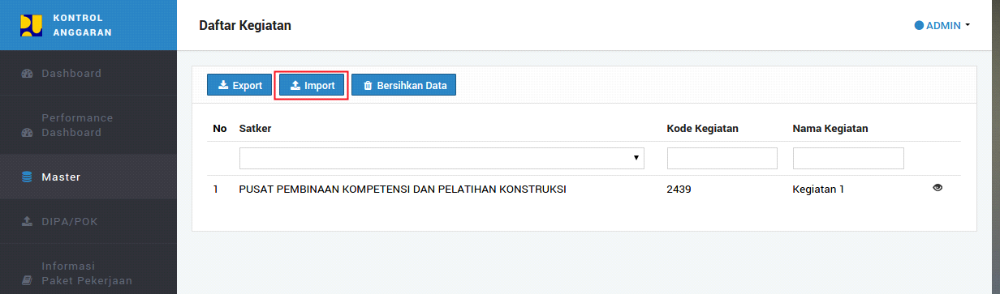 KONTROL
ANGGARAN
Daftar Kegiatan
ADMIN
Dashboard
Performance
Dashboard
Master
DIPA/POK
Informasi
Paket Pekerjaan
Export Import Bersihkan Data
No Satker Kode Kegiatan Nama Kegiatan
1 PUSAT PEMBINAAN KOMPETENSI DAN PELATIHAN KONSTRUKSI 2439 Kegiatan 1